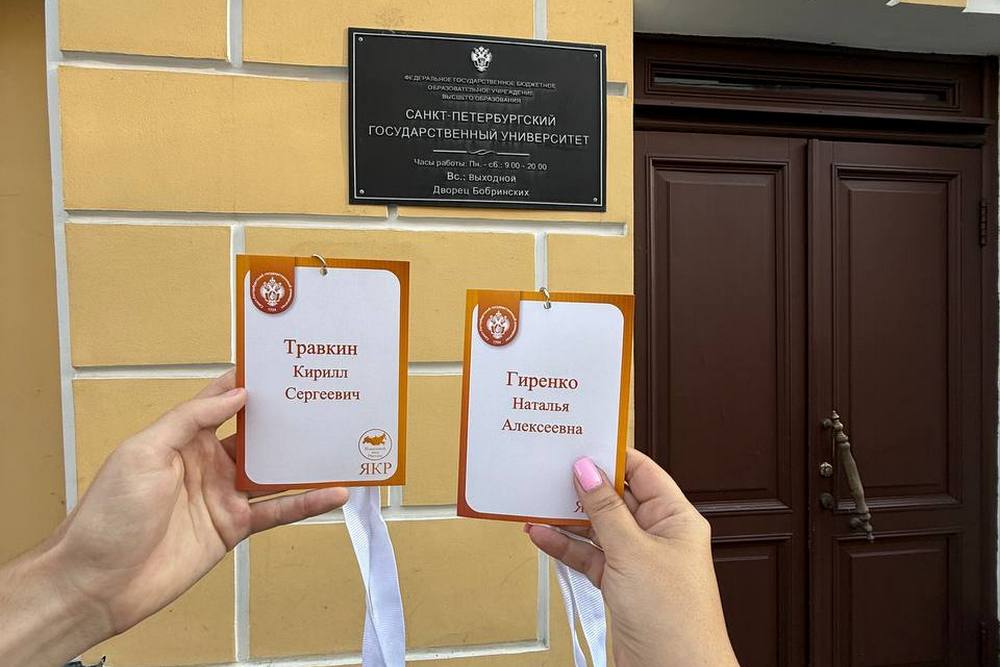 ФЕДЕРАЛЬНОЕ ГОСУДАРСТВЕННОЕ БЮДЖЕТНОЕ
ОБРАЗОВАТЕЛЬНОЕ УЧРЕЖДЕНИЕ
ВЫСШЕГО ОБРАЗОВАНИЯ
САНКТ-ПЕТЕРБУРГСКИЙ
ГОСУДАРСТВЕННЫЙ УНИВЕРСИТЕТ
Часы работы: Пн. - сб.: 9.00 - 20.00
Вс.: Выходной
Дворец Бобринских
Травкин
Кирилл
Сергеевич
ЯКР
Гиренко
Наталья
Алексеевна
Я